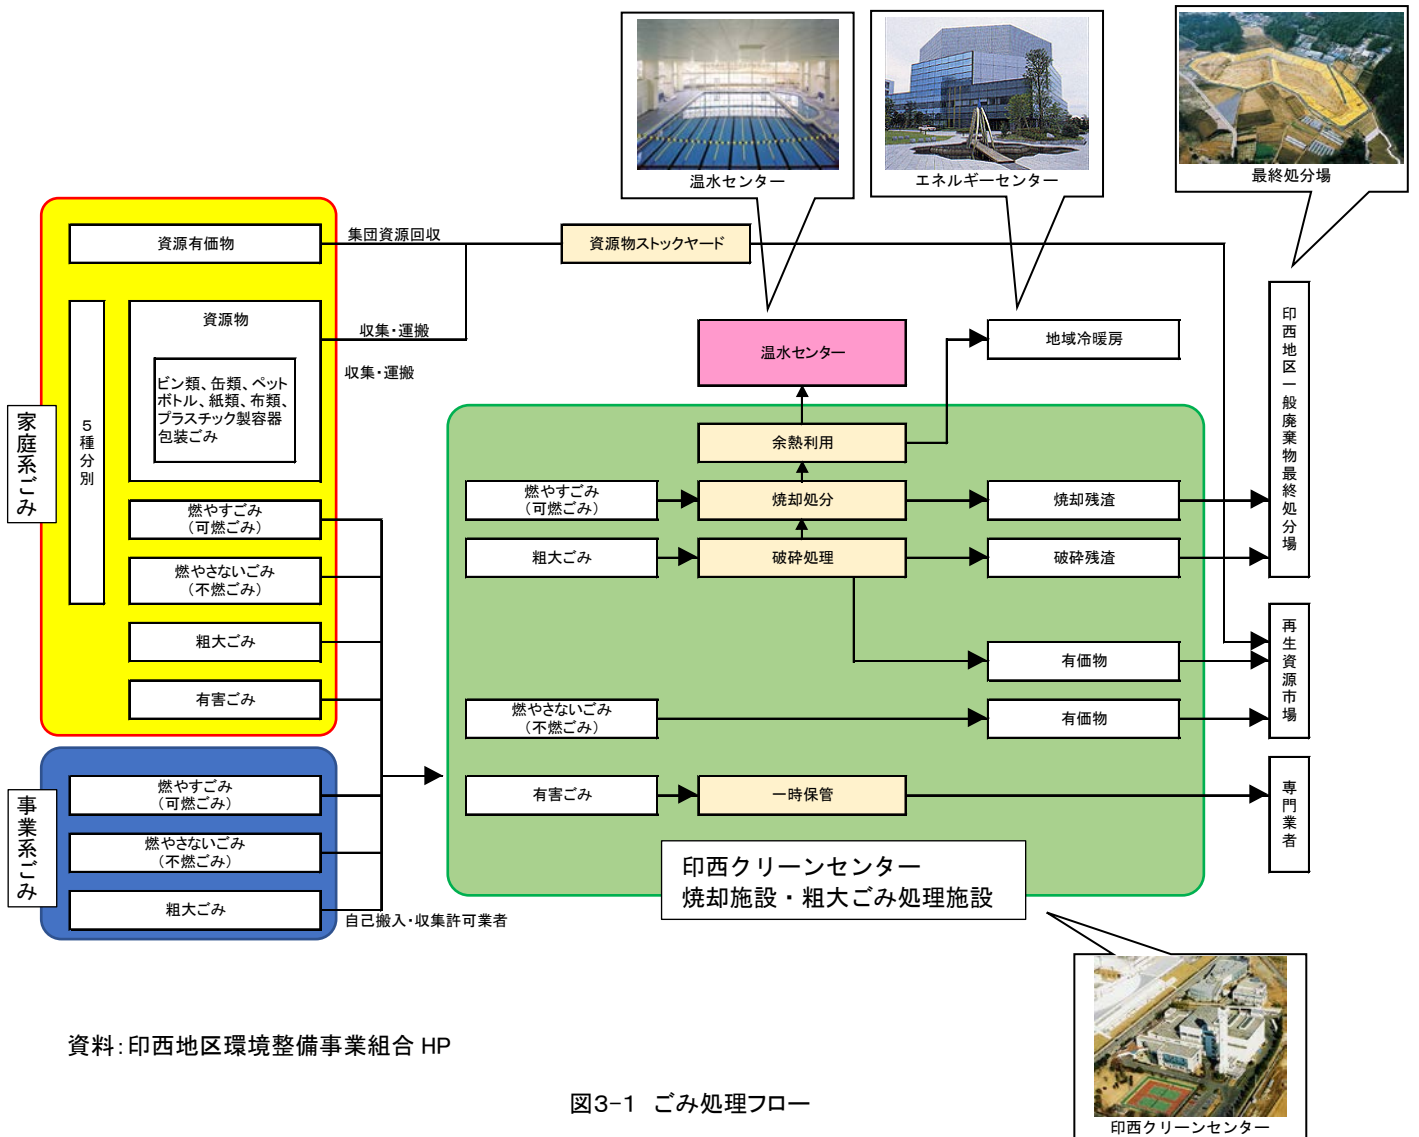 温水センター
エネルギーセンター
最終処分場
家庭系ごみ
資源有価物
5種分別
資源物
ビン類、缶類、ペット
ボトル、紙類、布類、
プラスチック製容器
包装ごみ
燃やすごみ
(可燃ごみ)
燃やさないごみ
(不燃ごみ)
粗大ごみ
有害ごみ
事業系ごみ
燃やすごみ
(可燃ごみ)
燃やさないごみ
(不燃ごみ)
粗大ごみ
集団資源回収
収集・運搬
収集・運搬
自己搬入・収集許可業者
資源物ストックヤード
温水センター
地域冷暖房
余熱利用
燃やすごみ
(可燃ごみ)
焼却処分
焼却残渣
粗大ごみ
破砕処理
破砕残渣
有価物
燃やさないごみ
(不燃ごみ)
有価物
有害ごみ
一時保管
印西クリーンセンター
焼却施設・粗大ごみ処理施設
印西地区一般廃棄物最終処分場
再生資源市場
専門業者
印西クリーンセンター
資料：印西地区環境整備事業組合 HP
図3-1 ごみ処理フロー